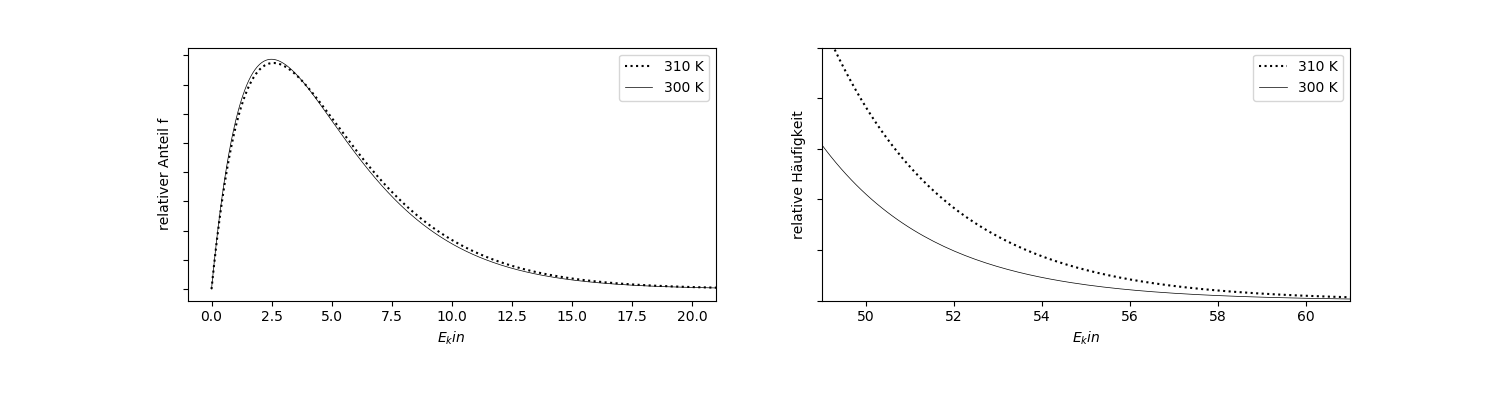 relativer Anteil f
310 K
300 K
0.0 2.5 5.0 7.5 10.0 12.5 15.0 17.5 20.0
E_kin
relative Häufigkeit
310 K
300 K
50 52 54 56 58 60
E_kin